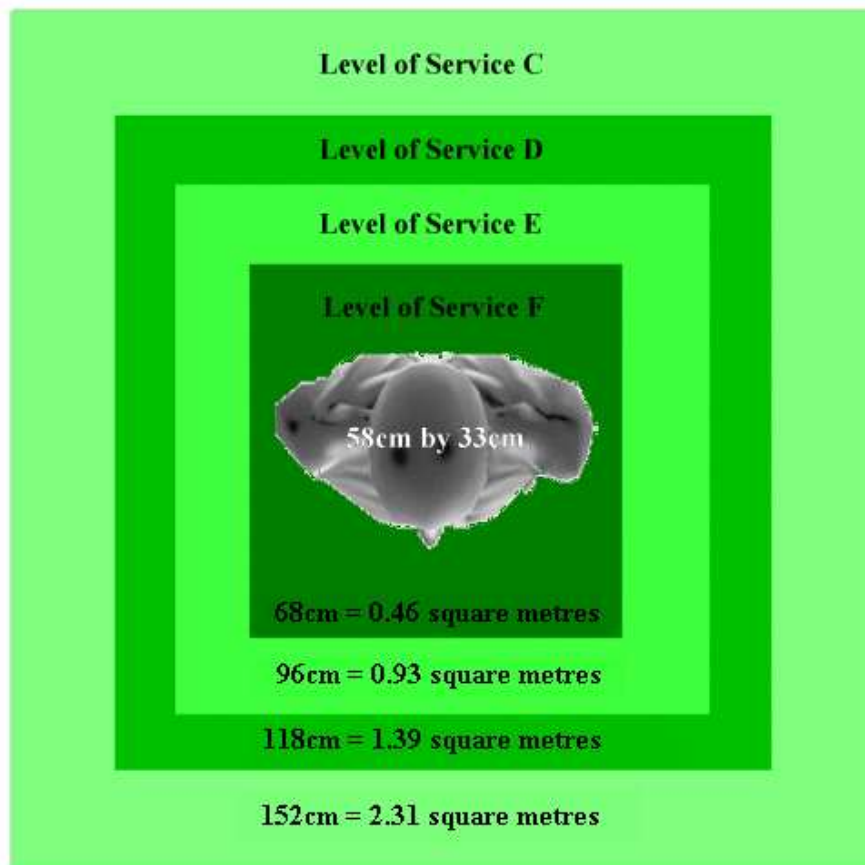 Level of Service C
Level of Service D
Level of Service E
Level of Service F
58cm by 33cm
68cm = 0.46 square metres
96cm = 0.93 square metres
118cm = 1.39 square metres
152cm = 2.31 square metres